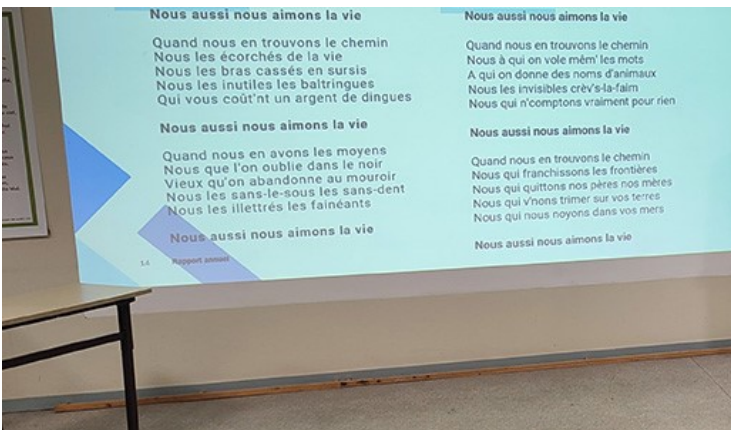 Nous aussi nous aimons la vie
Quand nous en trouvons le chemin
Nous les écorchés de la vie
Nous les bras cassés en sursis
Nous les inutiles les baltringues
Qui vous coût'nt un argent de dingues
Nous aussi nous aimons la vie
Quand nous en avons les moyens
Nous que l'on oublie dans le noir
Vieux qu'on abandonne au mouroir
Nous les sans-le-sous les sans-dent
Nous les illettrés les fainéants
Nous aussi nous aimons la vie
14 Rapport annuel
Nous aussi nous aimons la vie
Quand nous en trouvons le chemin
Nous à qui on vole mêm' les mots
A qui on donne des noms d'animaux
Nous les invisibles crèv's-la-faim
Nous qui n'comptons vraiment pour rien
Nous aussi nous aimons la vie
Quand nous en trouvons le chemin
Nous qui franchissons les frontières
Nous qui quittons nos pères nos mères
Nous qui v'nons trimer sur vos terres
Nous qui nous noyons dans vos mers
Nous aussi nous aimons la vie